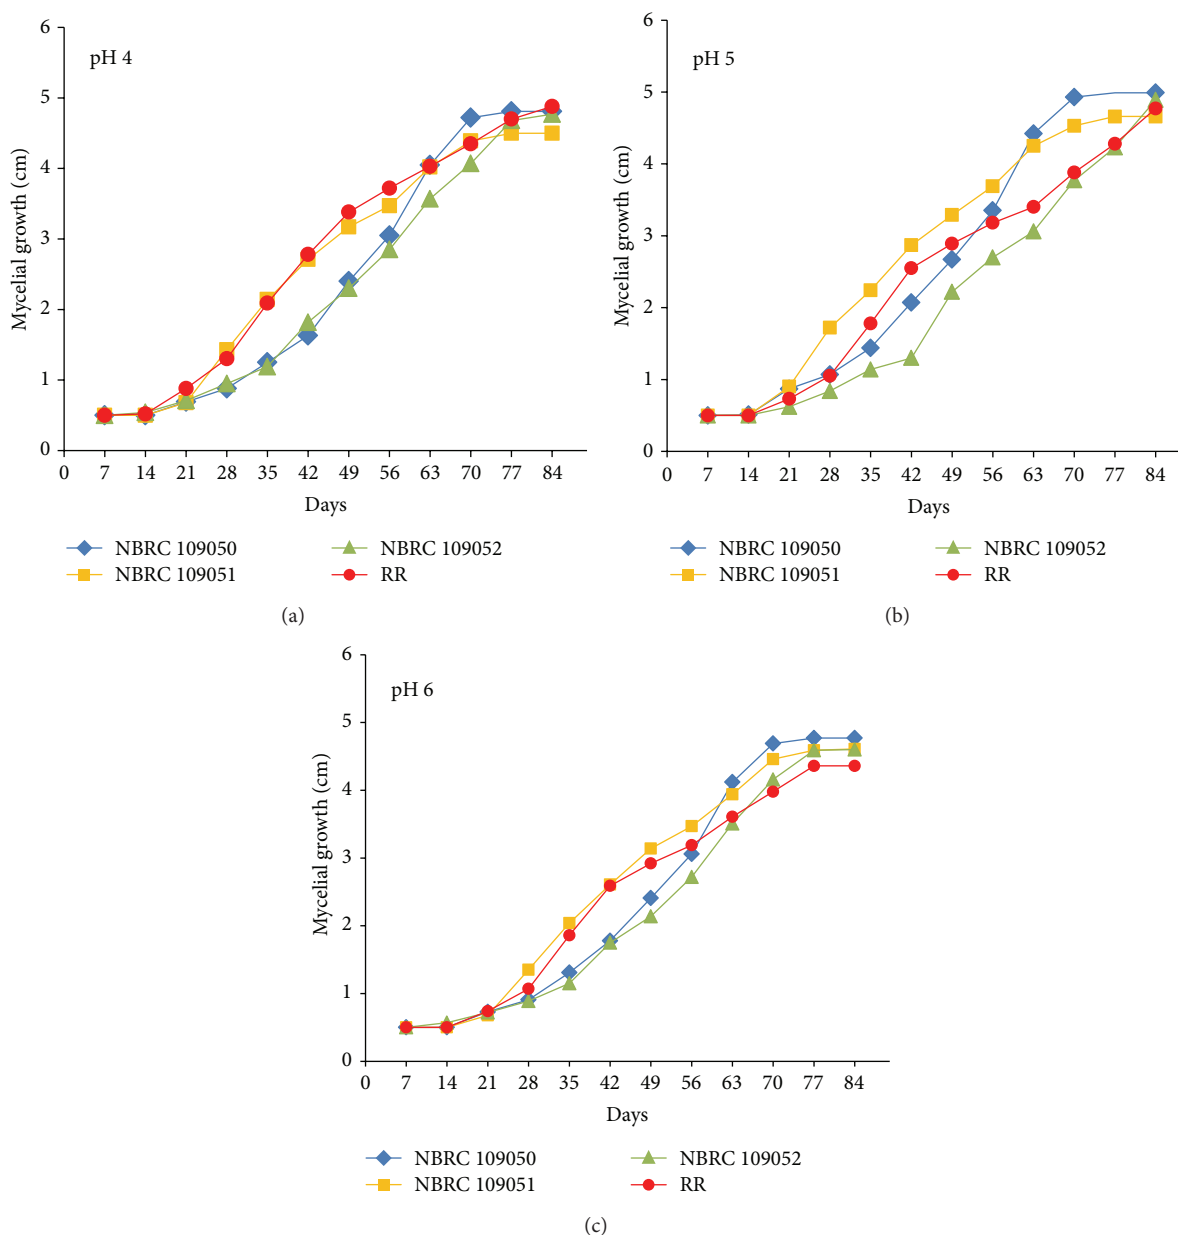 6
5
4
3
2
1
0
Mycelial growth (cm)
pH 4
0 7 14 21 28 35 42 49 56 63 70 77 84
Days
NBRC 109050 NBRC 109052
NBRC 109051 RR
(a)
6
5
4
3
2
1
0
Mycelial growth (cm)
pH 5
0 7 14 21 28 35 42 49 56 63 70 77 84
Days
NBRC 109050 NBRC 109052
NBRC 109051 RR
(b)
6
5
4
3
2
1
0
Mycelial growth (cm)
pH 6
0 7 14 21 28 35 42 49 56 63 70 77 84
Days
NBRC 109050 NBRC 109052
NBRC 109051 RR
(c)